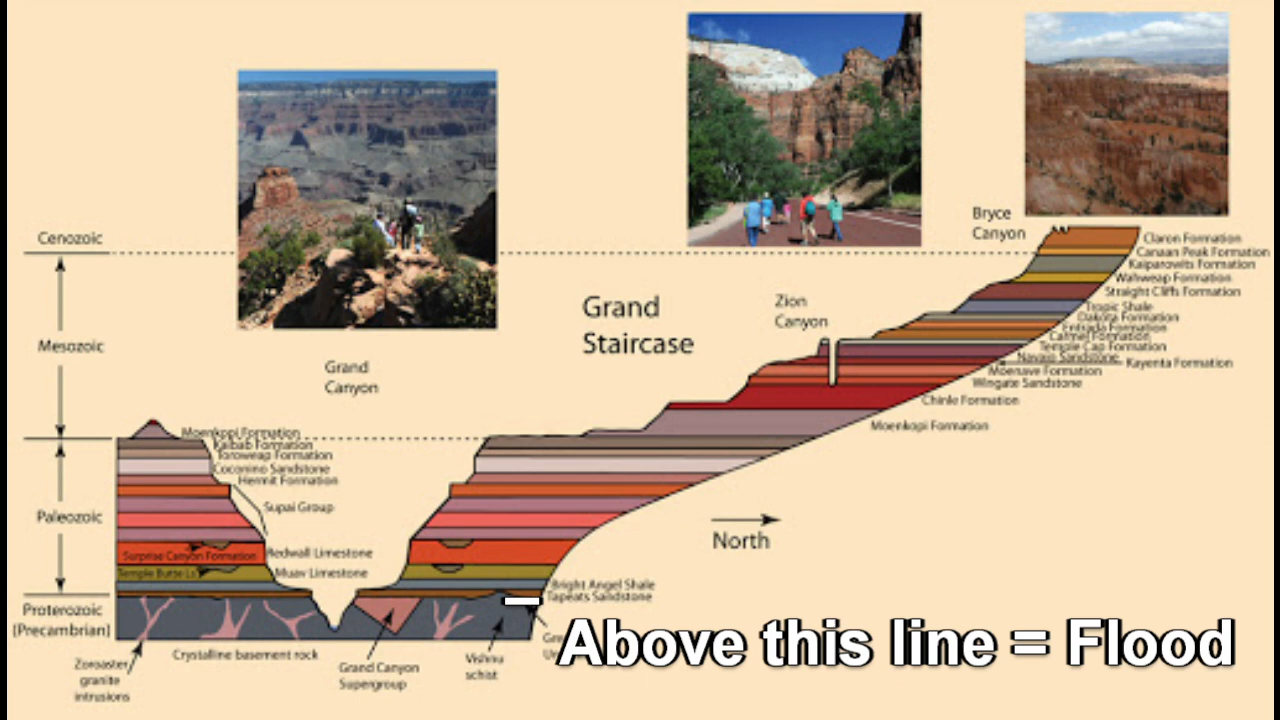 Bryce
Canyon
Cenozoic
Claron Formation
Canaan Peak Formation
Kaiparowits Formation
Wahweap Formation
Straight Cliffs Formation
Tropic Shale
Dakota Formation
Entrada Formation
Carmel Formation
Temple Cap Formation
Navajo Sandstone
Kayenta Formation
Moenave Formation
Wingate Sandstone
Chinle Formation
Moenkopi Formation
Grand
Staircase
Zion
Canyon
Mesozoic
Grand
Canyon
Moenkopi Formation
Kaibab Formation
Toroweap Formation
Coconino Sandstone
Hermit Formation
Supai Group
Paleozoic
North
Surprise Canyon Formation
Redwall Limestone
Temple Butte Ls
Muav Limestone
Bright Angel Shale
Tapeats Sandstone
Proterozoic
(Precambrian)
Above this line = Flood
Zoroaster
granite
intrusions
Crystalline basement rock
Grand Canyon
Supergroup
Vishnu
schist